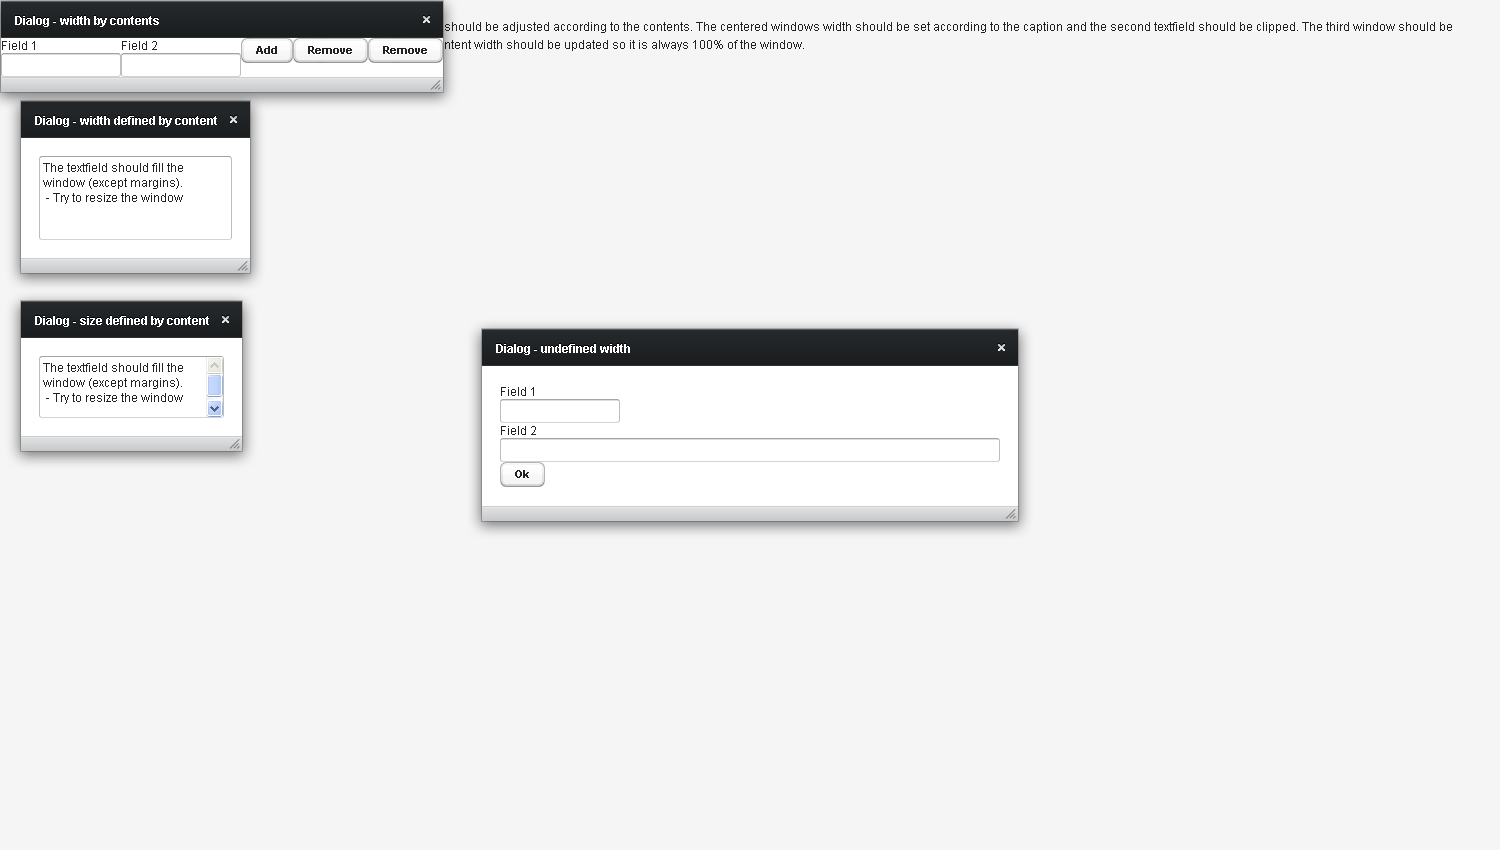 Dialog - width by contents
should be adjusted according to the contents. The centered windows width should be set according to the caption and the second textfield should be clipped. The third window should be
Field 1 Field 2 Add Remove Remove
ntent width should be updated so it is always 100% of the window.
Dialog - width defined by content
The textfield should fill the
window (except margins).
- Try to resize the window
Dialog - size defined by content
The textfield should fill the
window (except margins).
- Try to resize the window
Dialog - undefined width
Field 1
Field 2
Ok